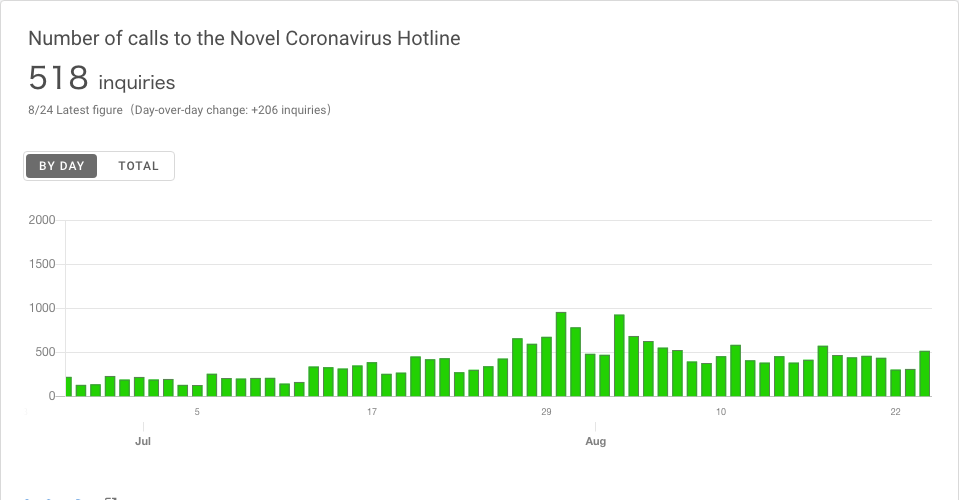 Number of calls to the Novel Coronavirus Hotline
518 inquiries
8/24 Latest figure（Day-over-day change: +206 inquiries）
BY DAY TOTAL
2000
1500
1000
500
0
5 17 29 10 22
Jul Aug